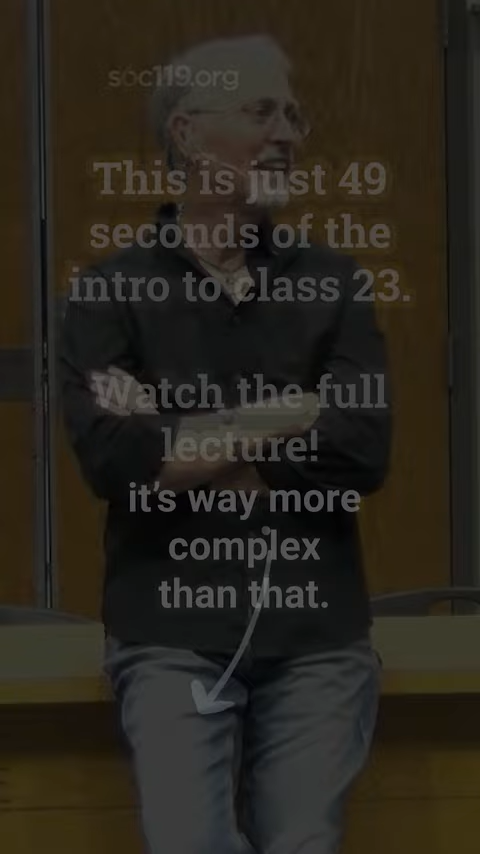 soc119.org
This is just 49
seconds of the
intro to class 23.
Watch the full
lecture!
it's way more
complex
than that.